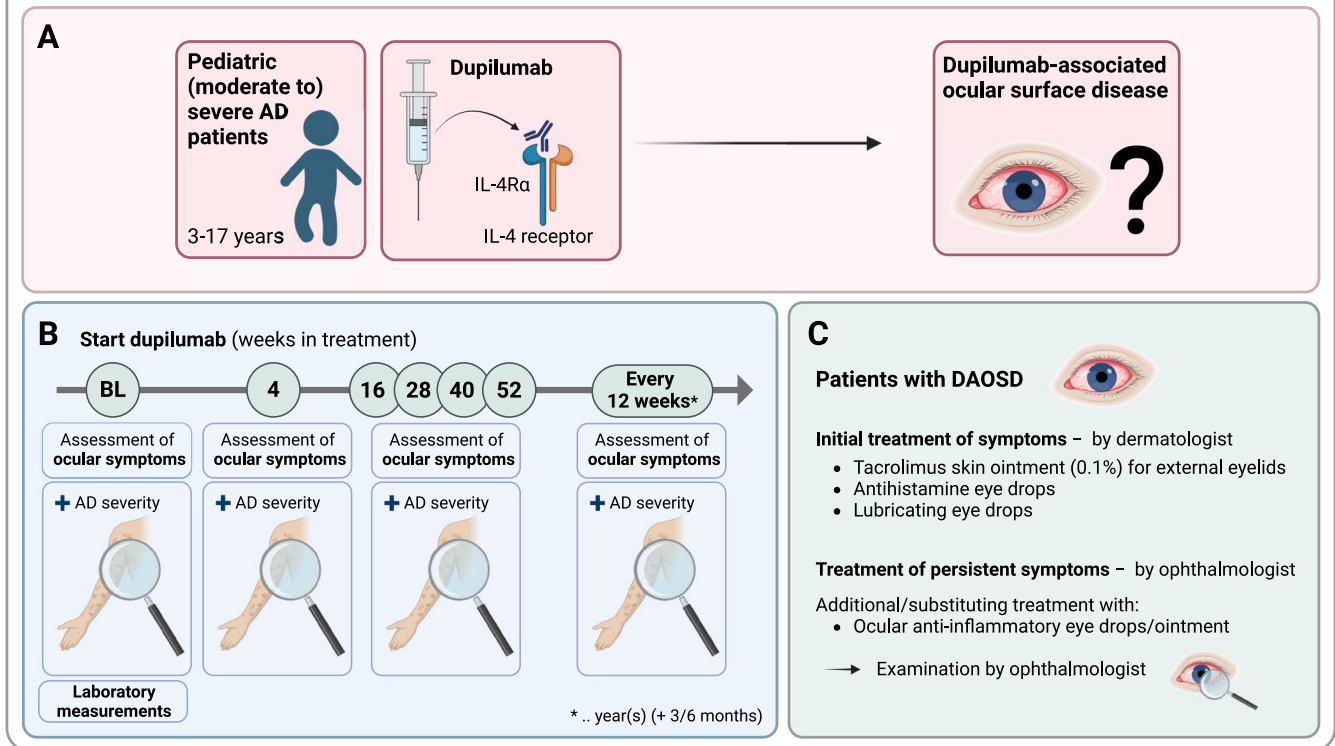 A
Pediatric
(moderate to)
severe AD
patients
3-17 years
Dupilumab
IL-4Rα
IL-4 receptor
Dupilumab-associated
ocular surface disease
?
B
Start dupilumab (weeks in treatment)
BL
4
16
28
40
52
Every
12 weeks*
Assessment of
ocular symptoms
Assessment of
ocular symptoms
Assessment of
ocular symptoms
Assessment of
ocular symptoms
+ AD severity
+ AD severity
+ AD severity
+ AD severity
Laboratory
measurements
* .. year(s) (+ 3/6 months)
C
Patients with DAOSD
Initial treatment of symptoms – by dermatologist
• Tacrolimus skin ointment (0.1%) for external eyelids
• Antihistamine eye drops
• Lubricating eye drops
Treatment of persistent symptoms – by ophthalmologist
Additional/substituting treatment with:
• Ocular anti-inflammatory eye drops/ointment
→ Examination by ophthalmologist